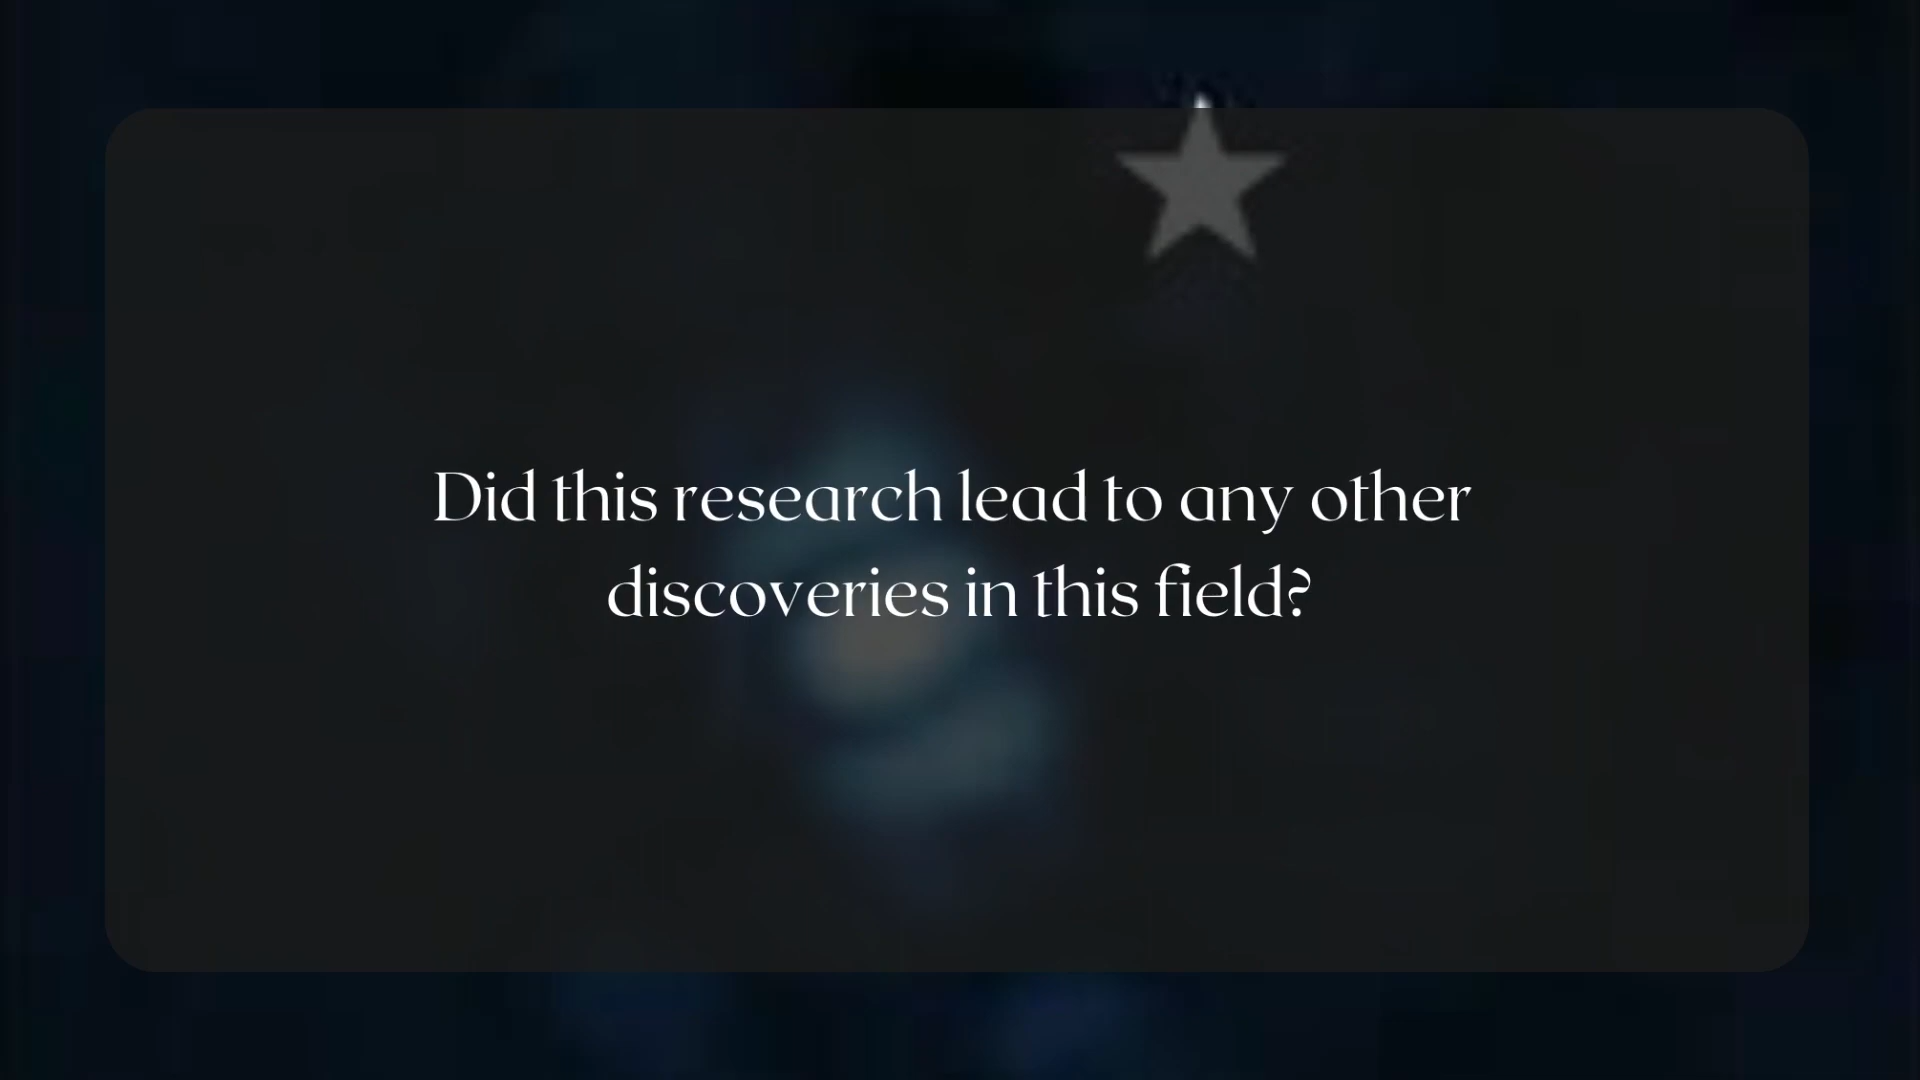 Did this research lead to any other
discoveries in this field?